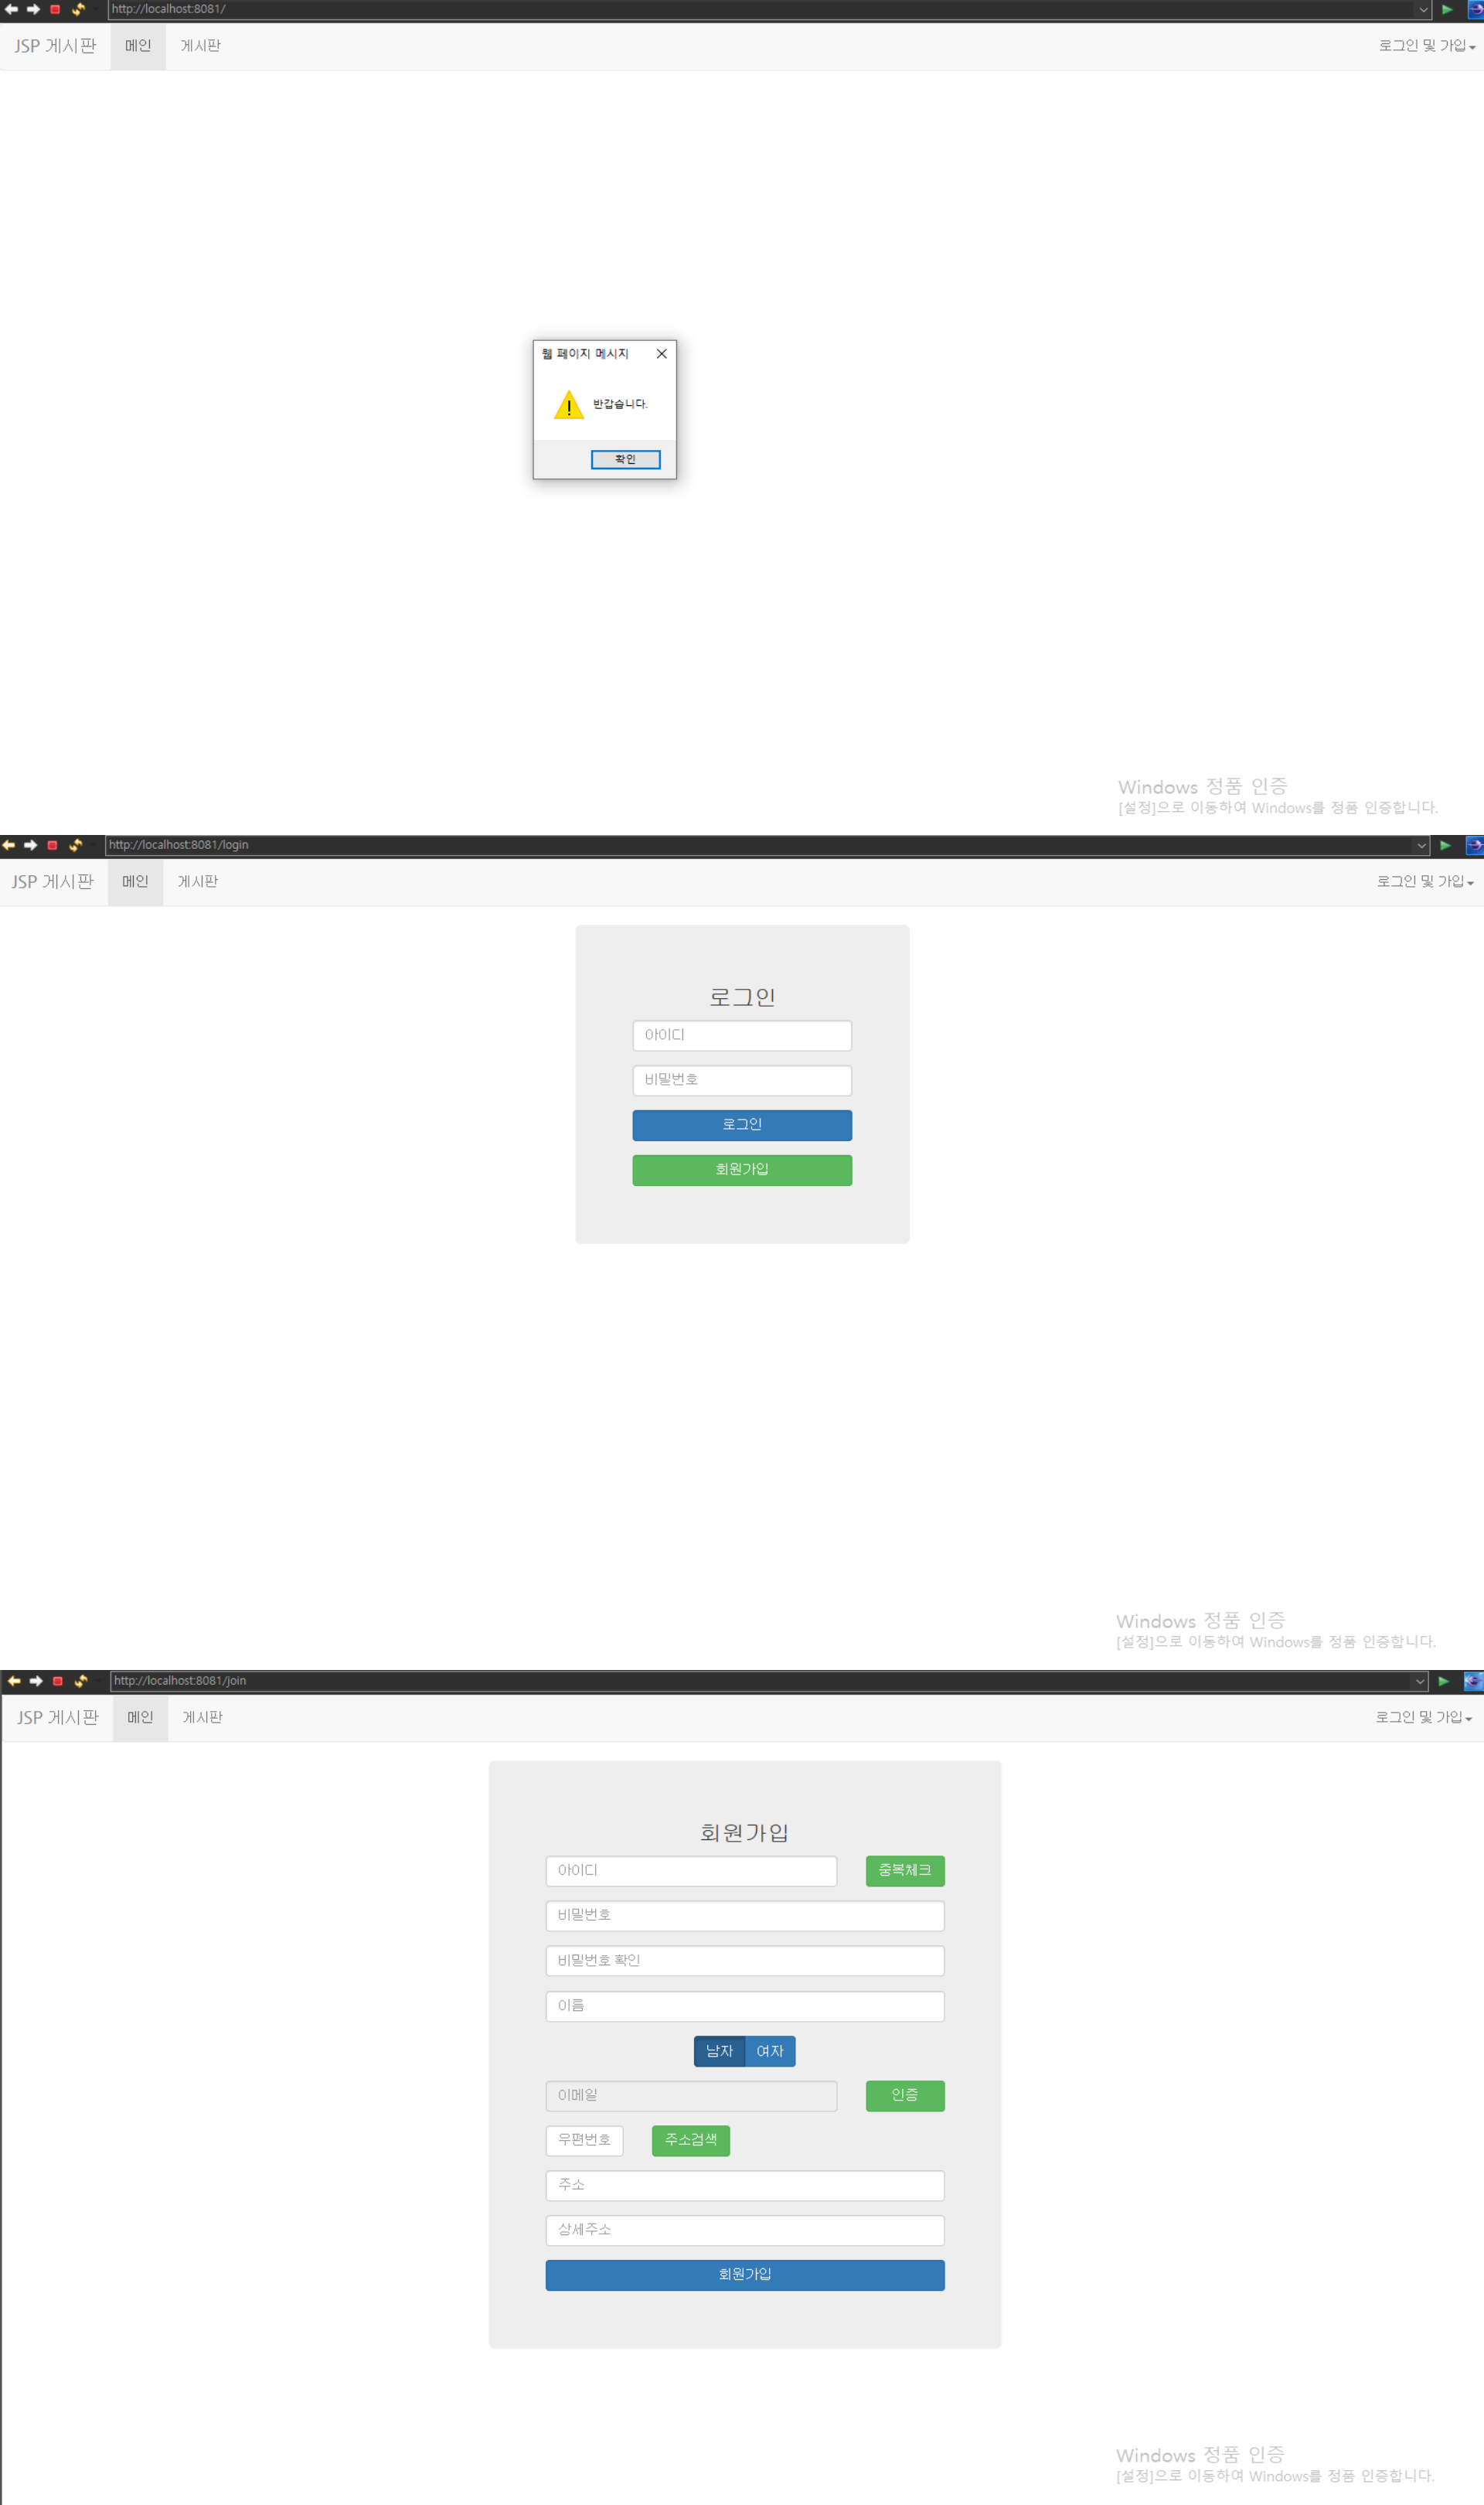 http://localhost:8081/
JSP 게시판 메인 게시판 로그인 및 가입
웹 페이지 메시지
반갑습니다.
확인
Windows 정품 인증
[설정]으로 이동하여 Windows를 정품 인증합니다.
http://localhost:8081/login
JSP 게시판 메인 게시판 로그인 및 가입
로그인
아이디
비밀번호
로그인
회원가입
Windows 정품 인증
[설정]으로 이동하여 Windows를 정품 인증합니다.
http://localhost:8081/join
JSP 게시판 메인 게시판 로그인 및 가입
회원가입
아이디 중복체크
비밀번호
비밀번호 확인
이름
남자 여자
이메일 인증
우편번호 주소검색
주소
상세주소
회원가입
Windows 정품 인증
[설정]으로 이동하여 Windows를 정품 인증합니다.